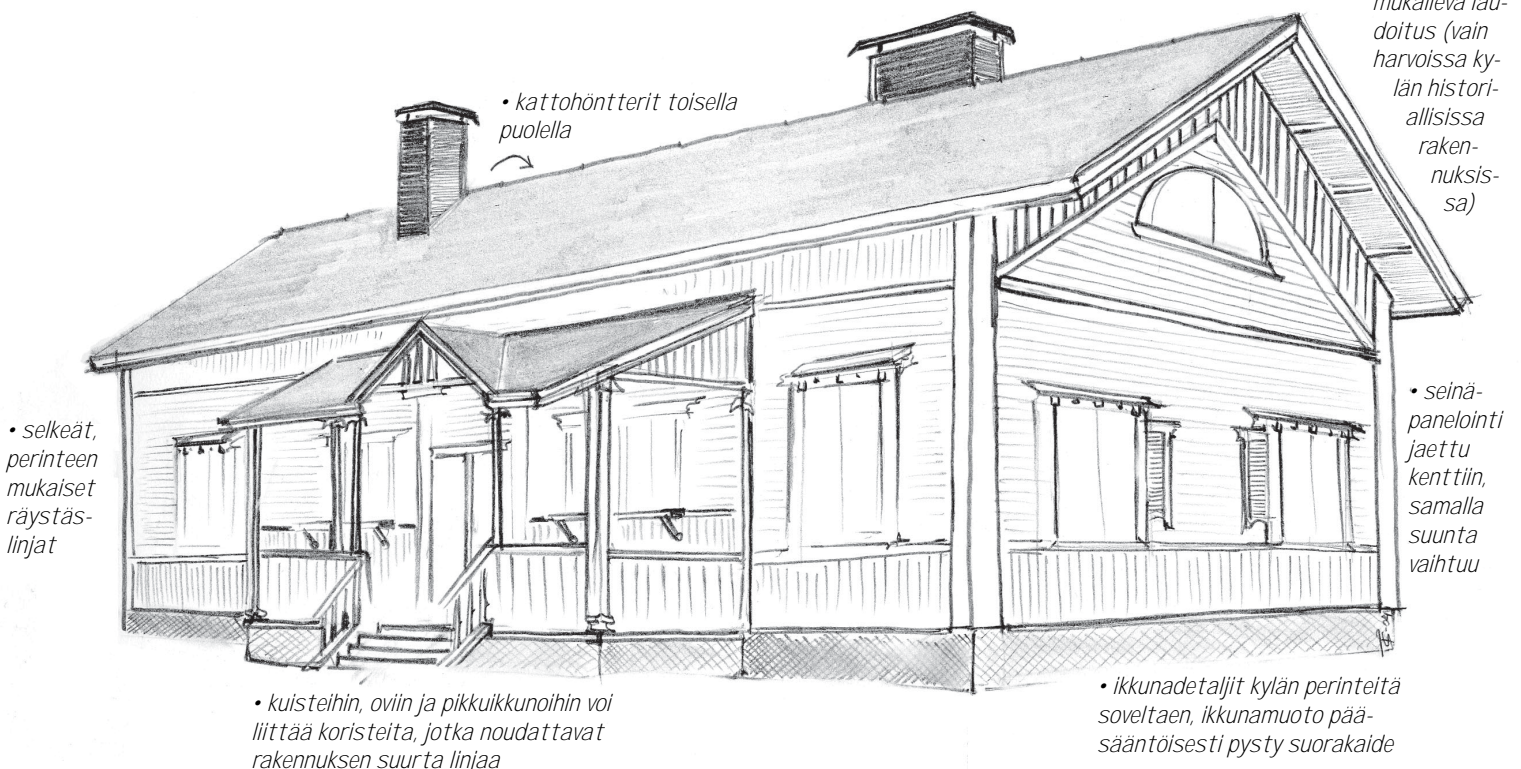 mukaileva lau-
doitus (vain
harvoissa ky-
län histori-
allisissa
raken-
nuksis-
sa)
• kattohöntterit toisella
puolella
• selkeät,
perinteen
mukaiset
räystäs-
linjat
• seinä-
panelointi
jaettu
kenttiin,
samalla
suunta
vaihtuu
• kuisteihin, oviin ja pikkuikkunoihin voi
liittää koristeita, jotka noudattavat
rakennuksen suurta linjaa
• ikkunadetaljit kylän perinteitä
soveltaen, ikkunamuoto pää-
sääntöisesti pysty suorakaide